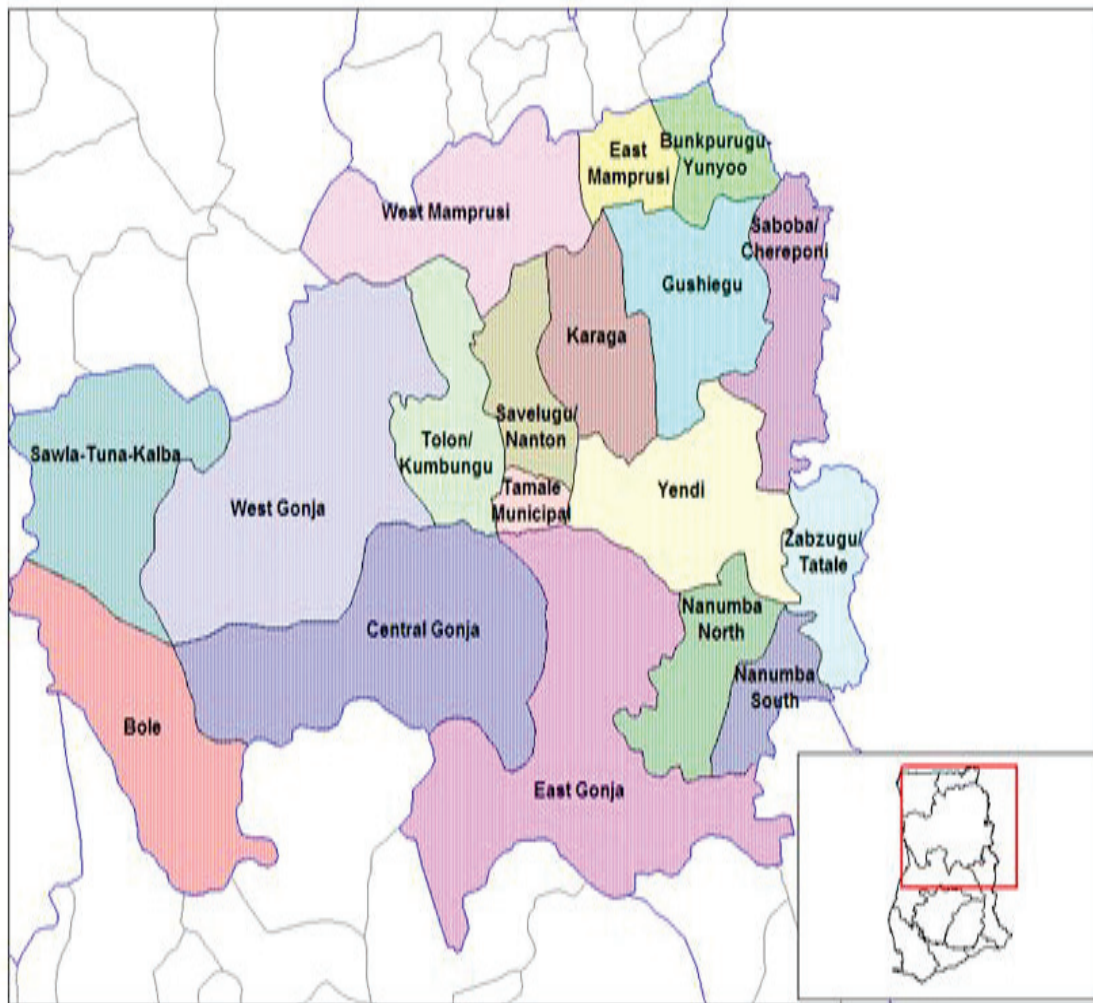 East
Mamprusi
Bunkpurugu-
Yunyoo
West Mamprusi
Saboba/
Chereponi
Gushiegu
Karaga
Savelugu/
Nanton
Tolon/
Kumbungu
Sawla-Tuna-Kalba
West Gonja
Tamale
Municipal
Yendi
Zabzugu/
Tatale
Nanumba
North
Central Gonja
Nanumba
South
Bole
East Gonja